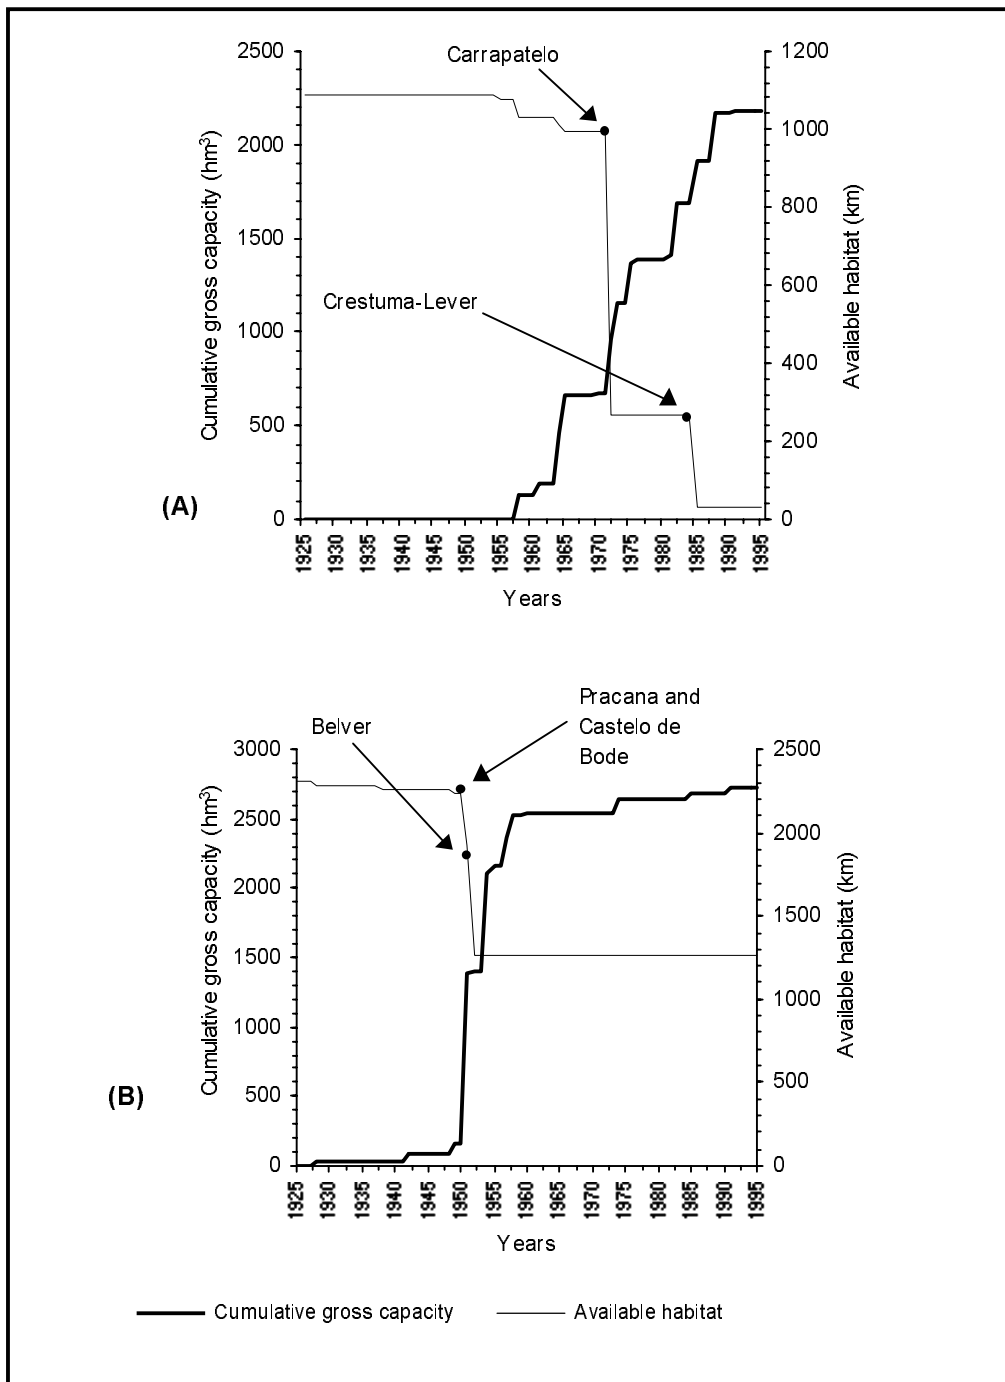 Carrapatelo
Crestuma-Lever
Cumulative gross capacity (hm³)
2500
2000
1500
1000
500
0
Available habitat (km)
1200
1000
800
600
400
200
0
(A)
1925 1930 1935 1940 1945 1950 1955 1960 1965 1970 1975 1980 1985 1990 1995
Years
Belver
Pracana and
Castelo de
Bode
Cumulative gross capacity (hm³)
3000
2500
2000
1500
1000
500
0
Available habitat (km)
2500
2000
1500
1000
500
0
(B)
1925 1930 1935 1940 1945 1950 1955 1960 1965 1970 1975 1980 1985 1990 1995
Years
Cumulative gross capacity
Available habitat